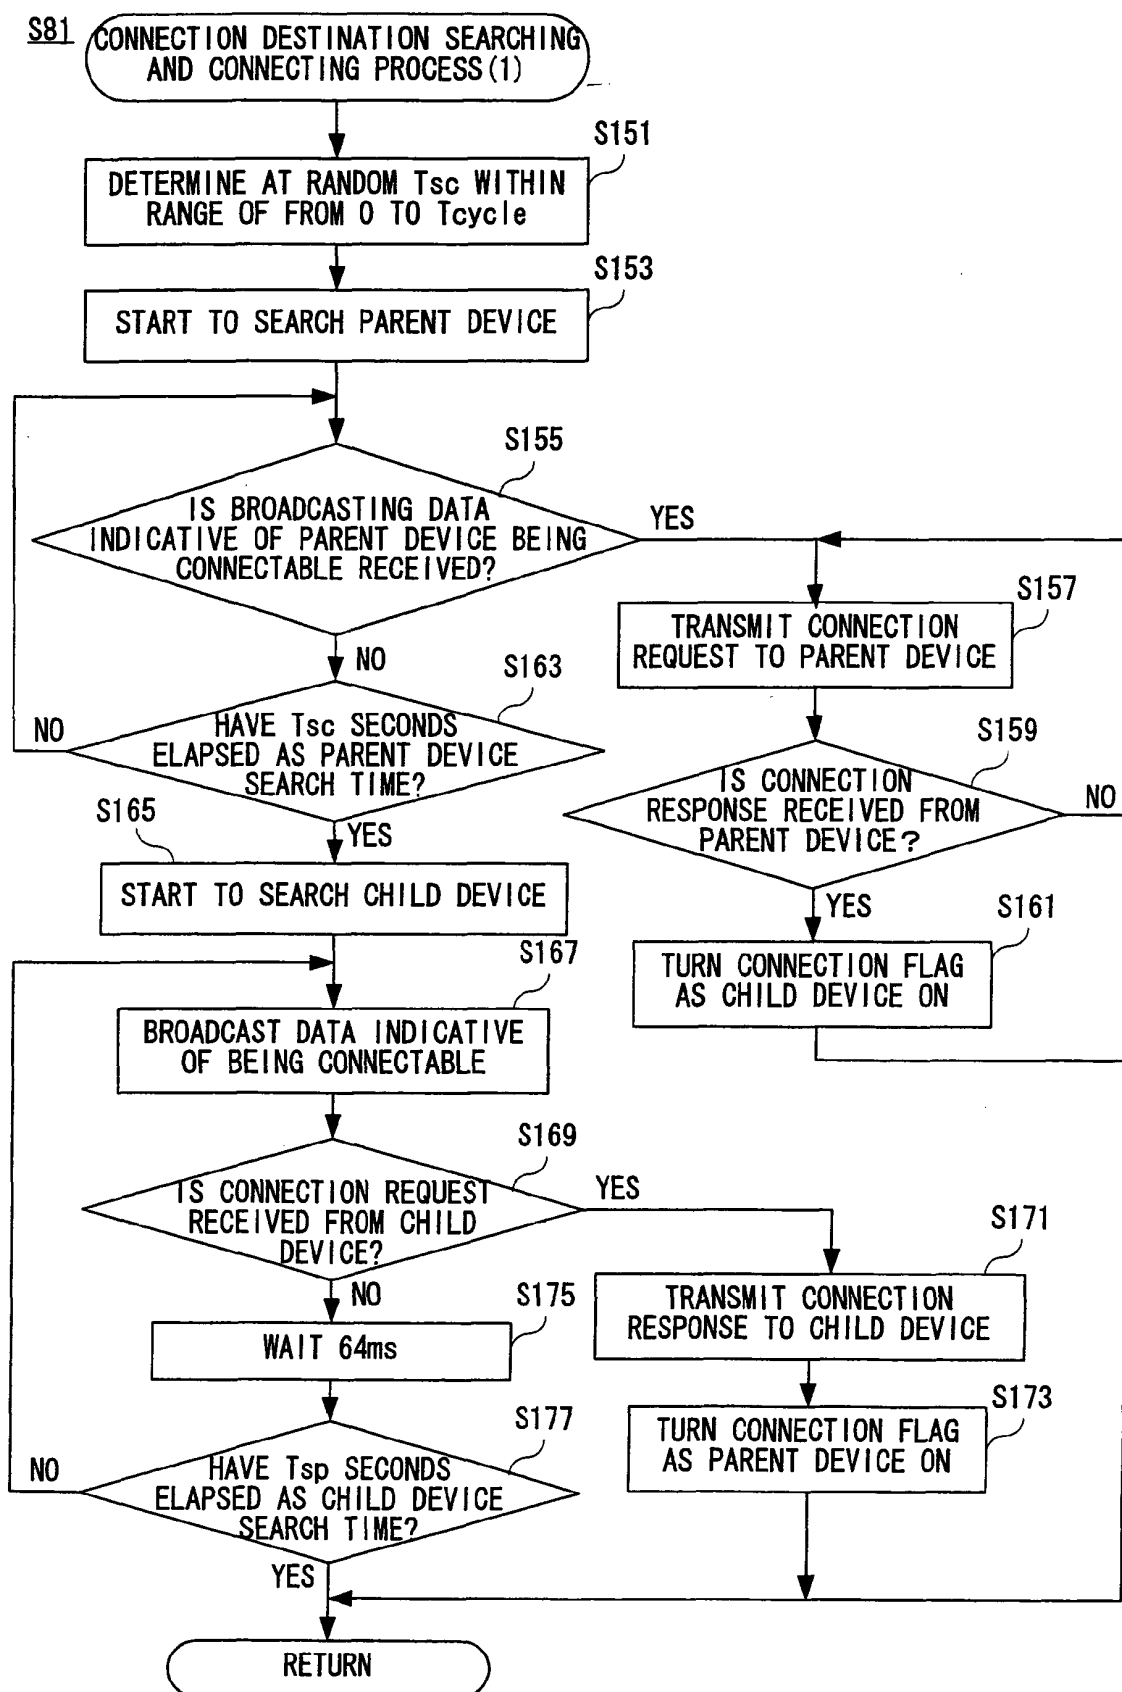 S81
CONNECTION DESTINATION SEARCHING
AND CONNECTING PROCESS(1)
S151
DETERMINE AT RANDOM Tsc WITHIN
RANGE OF FROM 0 TO Tcycle
S153
START TO SEARCH PARENT DEVICE
S155
IS BROADCASTING DATA
INDICATIVE OF PARENT DEVICE BEING
CONNECTABLE RECEIVED?
YES
NO
S157
TRANSMIT CONNECTION
REQUEST TO PARENT DEVICE
S163
HAVE Tsc SECONDS
ELAPSED AS PARENT DEVICE
SEARCH TIME?
NO
YES
S159
IS CONNECTION
RESPONSE RECEIVED FROM
PARENT DEVICE?
NO
YES
S165
START TO SEARCH CHILD DEVICE
S161
TURN CONNECTION FLAG
AS CHILD DEVICE ON
S167
BROADCAST DATA INDICATIVE
OF BEING CONNECTABLE
S169
IS CONNECTION REQUEST
RECEIVED FROM CHILD
DEVICE?
YES
NO
S171
TRANSMIT CONNECTION
RESPONSE TO CHILD DEVICE
S175
WAIT 64ms
S173
TURN CONNECTION FLAG
AS PARENT DEVICE ON
S177
HAVE Tsp SECONDS
ELAPSED AS CHILD DEVICE
SEARCH TIME?
NO
YES
RETURN